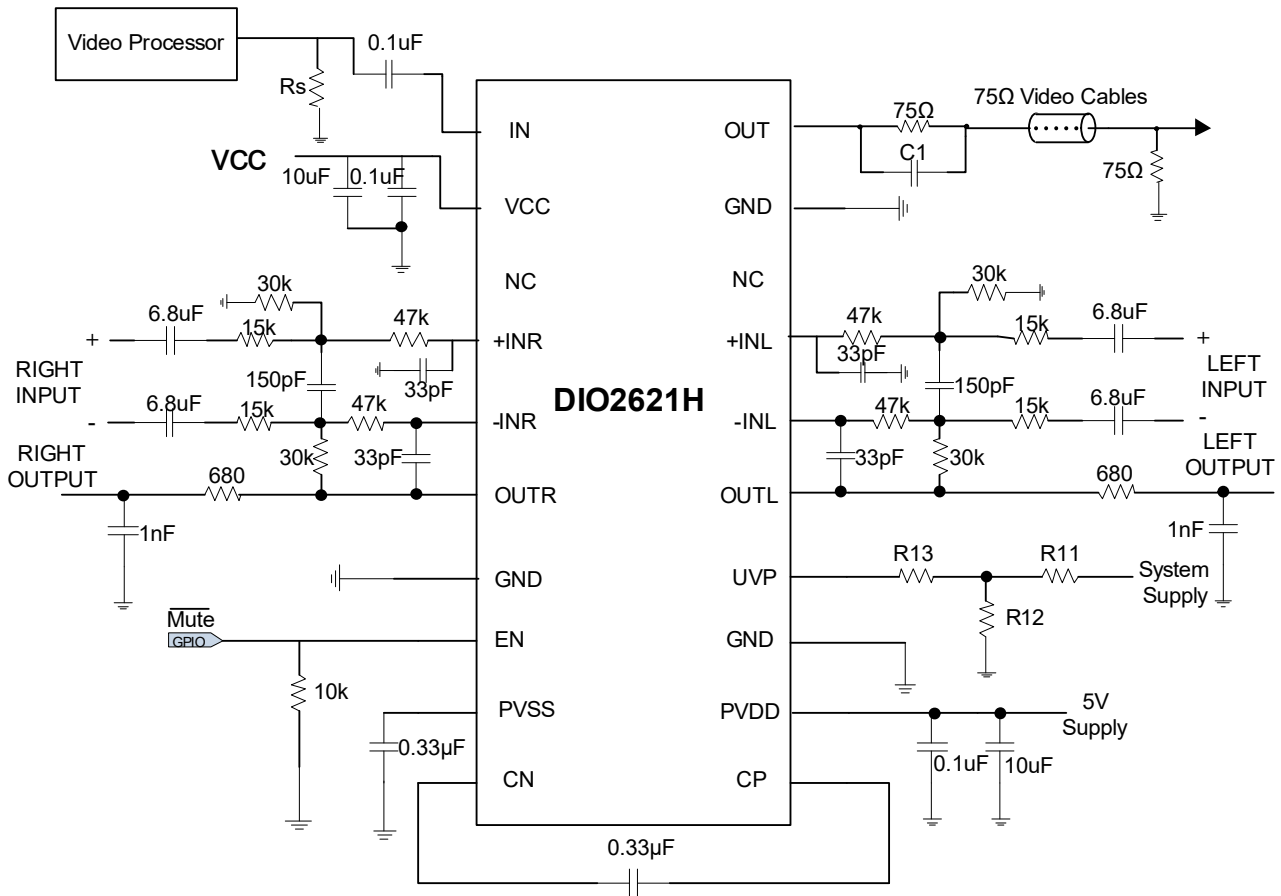 Video Processor
0.1uF
Rs
IN
VCC
10uF
0.1uF
VCC
NC
30k
6.8uF
15k
47k
+
+INR
RIGHT
INPUT
150pF
33pF
6.8uF
15k
47k
-
-INR
RIGHT
OUTPUT
30k
33pF
680
OUTR
1nF
GND
Mute
GPIO
EN
10k
PVSS
0.33µF
CN
DIO2621H
0.33µF
OUT
75Ω
C1
75Ω Video Cables
75Ω
GND
NC
30k
47k
15k
6.8uF
+
+INL
33pF
LEFT
INPUT
150pF
6.8uF
47k
15k
-
-INL
33pF
30k
LEFT
OUTPUT
680
OUTL
1nF
UVP
R13
R11
System
Supply
R12
GND
PVDD
5V
Supply
0.1uF
10uF
CP